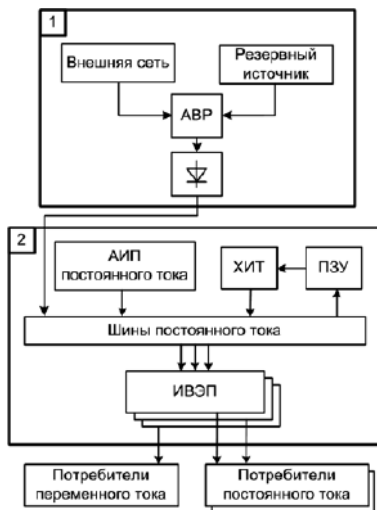 1
Внешняя сеть
Резервный
источник
АВР
2
АИП
постоянного тока
ХИТ
ПЗУ
Шины постоянного тока
ИВЭП
Потребители
переменного тока
Потребители
постоянного тока